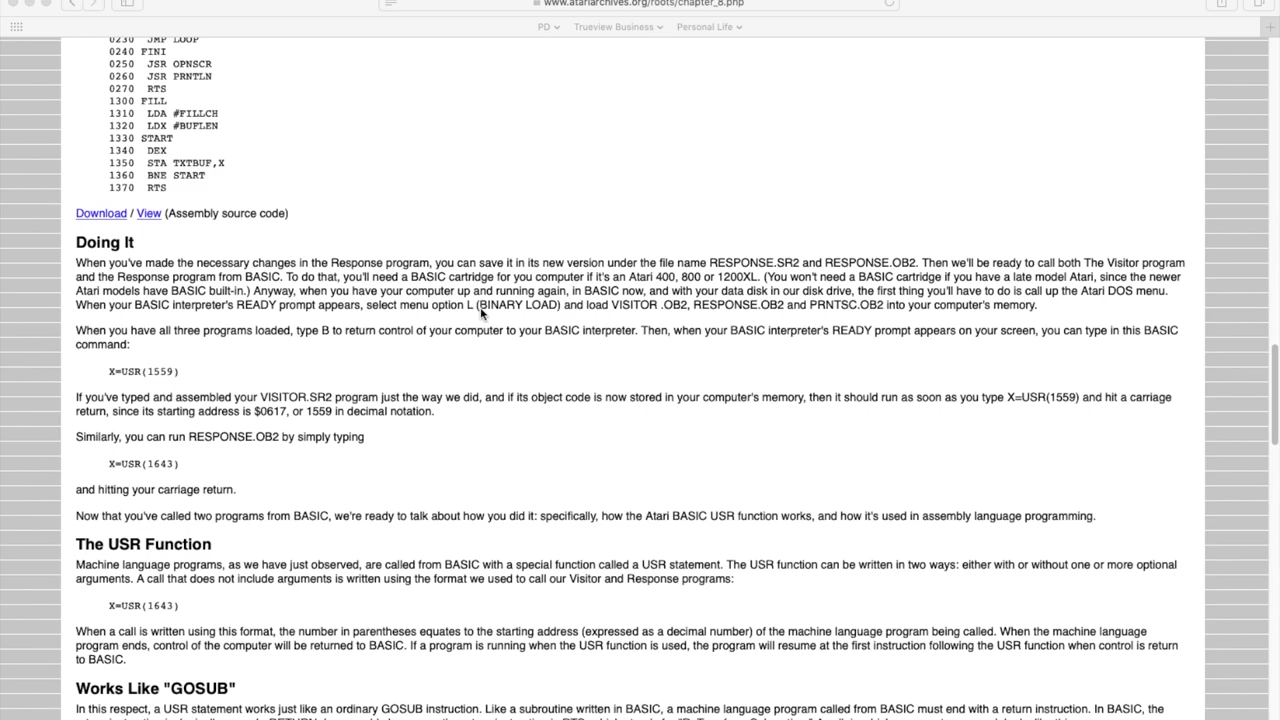 www.atariarchives.org/roots/chapter_8.php
PD Trueview Business Personal Life
0230 JMP LOOP
0240 FINI
0250 JSR OPNSCR
0260 JSR PRNTLN
0270 RTS
1300 FILL
1310 LDA #FILLCH
1320 LDX #BUFLEN
1330 START
1340 DEX
1350 STA TXTBUF,X
1360 BNE START
1370 RTS
Download / View (Assembly source code)
Doing It
When you've made the necessary changes in the Response program, you can save it in its new version under the file name RESPONSE.SR2 and RESPONSE.OB2. Then we'll be ready to call both The Visitor program
and the Response program from BASIC. To do that, you'll need a BASIC cartridge for you computer if it's an Atari 400, 800 or 1200XL. (You won't need a BASIC cartridge if you have a late model Atari, since the newer
Atari models have BASIC built-in.) Anyway, when you have your computer up and running again, in BASIC now, and with your data disk in our disk drive, the first thing you'll have to do is call up the Atari DOS menu.
When your BASIC interpreter's READY prompt appears, select menu option L (BINARY LOAD) and load VISITOR .OB2, RESPONSE.OB2 and PRNTSC.OB2 into your computer's memory.
When you have all three programs loaded, type B to return control of your computer to your BASIC interpreter. Then, when your BASIC interpreter's READY prompt appears on your screen, you can type in this BASIC
command:
X=USR(1559)
If you've typed and assembled your VISITOR.SR2 program just the way we did, and if its object code is now stored in your computer's memory, then it should run as soon as you type X=USR(1559) and hit a carriage
return, since its starting address is $0617, or 1559 in decimal notation.
Similarly, you can run RESPONSE.OB2 by simply typing
X=USR(1643)
and hitting your carriage return.
Now that you've called two programs from BASIC, we're ready to talk about how you did it: specifically, how the Atari BASIC USR function works, and how it's used in assembly language programming.
The USR Function
Machine language programs, as we have just observed, are called from BASIC with a special function called a USR statement. The USR function can be written in two ways: either with or without one or more optional
arguments. A call that does not include arguments is written using the format we used to call our Visitor and Response programs:
X=USR(1643)
When a call is written using this format, the number in parentheses equates to the starting address (expressed as a decimal number) of the machine language program being called. When the machine language
program ends, control of the computer will be returned to BASIC. If a program is running when the USR function is used, the program will resume at the first instruction following the USR function when control is return
to BASIC.
Works Like "GOSUB"
In this respect, a USR statement works just like an ordinary GOSUB instruction. Like a subroutine written in BASIC, a machine language program called from BASIC must end with a return instruction. In BASIC, the